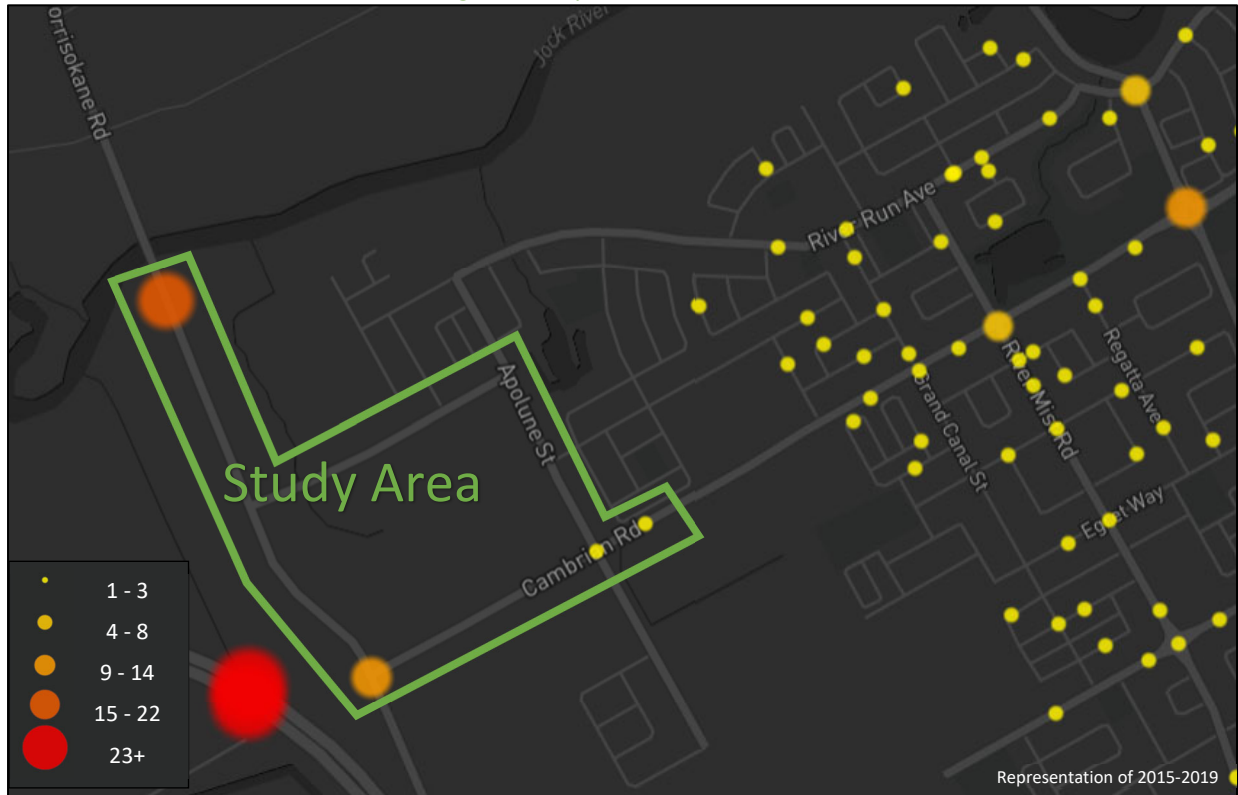 orrisokane Rd
Jock River
River Run Ave
Apolune St
Grand Canal St
River Mist Rd
Regatta Ave
Study Area
Cambrian Rd
Egret Way
1 - 3
4 - 8
9 - 14
15 - 22
23+
Representation of 2015-2019